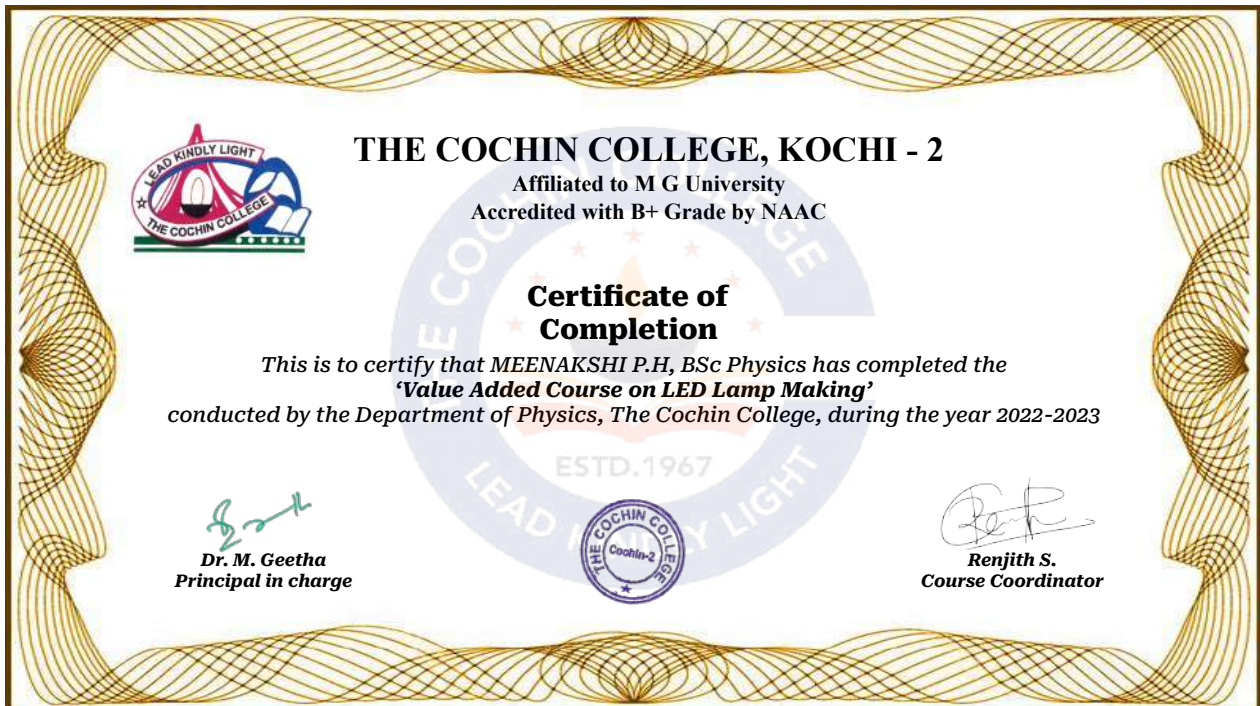 LEAD KINDLY LIGHT
THE COCHIN COLLEGE
THE COCHIN COLLEGE, KOCHI - 2
Affiliated to M G University
Accredited with B+ Grade by NAAC
Certificate of
Completion
This is to certify that MEENAKSHI P.H, BSc Physics has completed the
‘Value Added Course on LED Lamp Making’
conducted by the Department of Physics, The Cochin College, during the year 2022-2023
THE COCHIN COLLEGE
ESTD.1967
LEAD KINDLY LIGHT
Dr. M. Geetha
Principal in charge
THE COCHIN COLLEGE
Cochin-2
Renjith S.
Course Coordinator